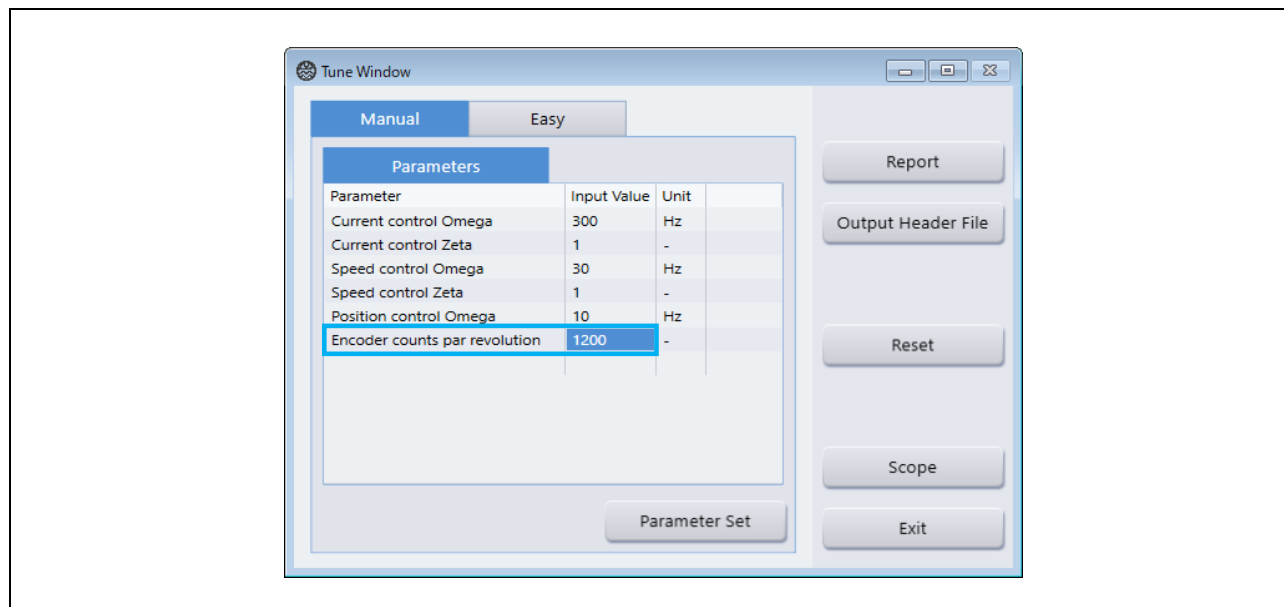 Tune Window
Manual Easy
Parameters
Parameter Input Value Unit
Current control Omega 300 Hz
Current control Zeta 1 -
Speed control Omega 30 Hz
Speed control Zeta 1 -
Position control Omega 10 Hz
Encoder counts par revolution 1200 -
Parameter Set
Report
Output Header File
Reset
Scope
Exit